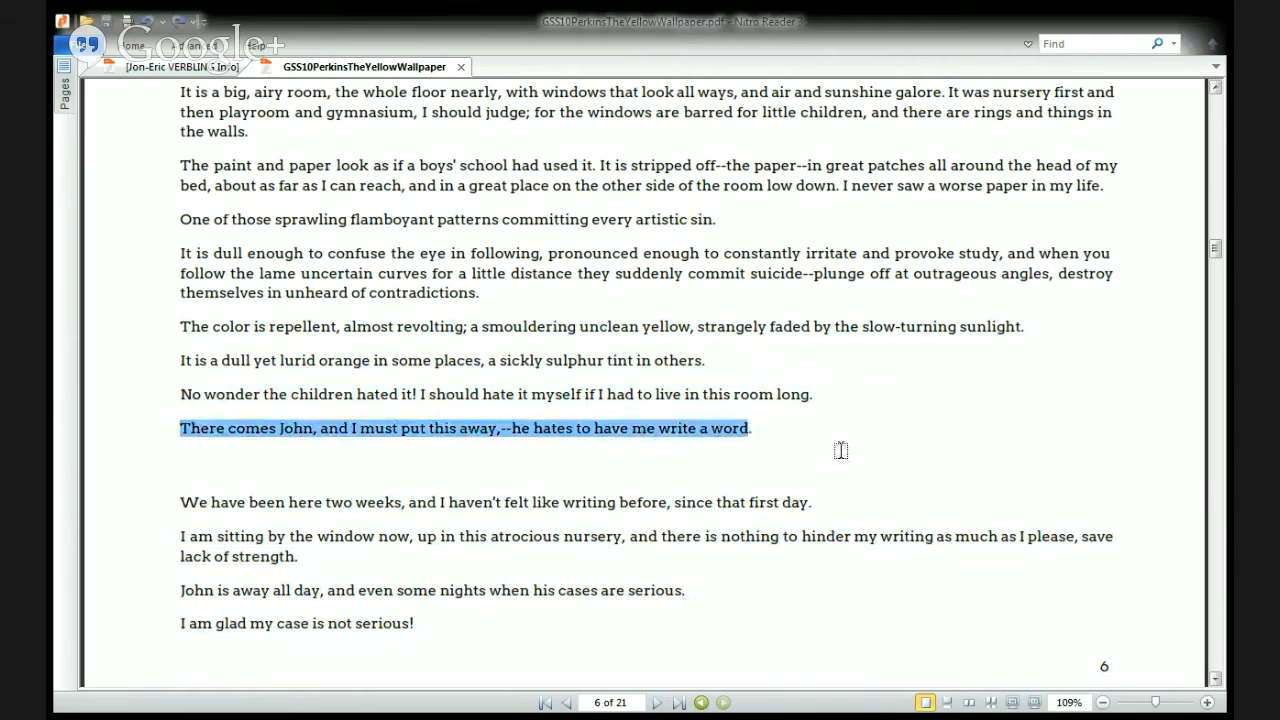 GSS10PerkinsTheYellowWallpaper.pdf - Nitro Reader 3
Google+
File Home Advanced Help
Find
[Jon-Eric VERBLING Info]
GSS10PerkinsTheYellowWallpaper
Pages
It is a big, airy room, the whole floor nearly, with windows that look all ways, and air and sunshine galore. It was nursery first and
then playroom and gymnasium, I should judge; for the windows are barred for little children, and there are rings and things in
the walls.
The paint and paper look as if a boys' school had used it. It is stripped off--the paper--in great patches all around the head of my
bed, about as far as I can reach, and in a great place on the other side of the room low down. I never saw a worse paper in my life.
One of those sprawling flamboyant patterns committing every artistic sin.
It is dull enough to confuse the eye in following, pronounced enough to constantly irritate and provoke study, and when you
follow the lame uncertain curves for a little distance they suddenly commit suicide--plunge off at outrageous angles, destroy
themselves in unheard of contradictions.
The color is repellent, almost revolting; a smouldering unclean yellow, strangely faded by the slow-turning sunlight.
It is a dull yet lurid orange in some places, a sickly sulphur tint in others.
No wonder the children hated it! I should hate it myself if I had to live in this room long.
There comes John, and I must put this away,--he hates to have me write a word.
We have been here two weeks, and I haven't felt like writing before, since that first day.
I am sitting by the window now, up in this atrocious nursery, and there is nothing to hinder my writing as much as I please, save
lack of strength.
John is away all day, and even some nights when his cases are serious.
I am glad my case is not serious!
6
6 of 21
109%